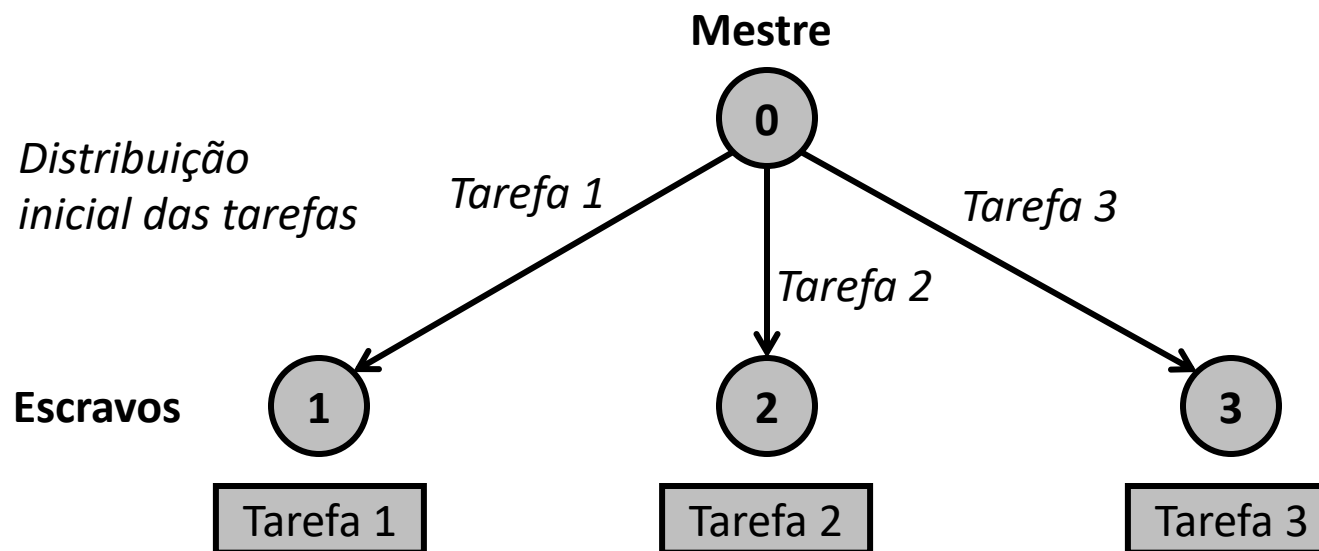 Mestre
0
Distribuição
inicial das tarefas
Tarefa 1
Tarefa 3
Tarefa 2
Escravos
1
2
3
Tarefa 1
Tarefa 2
Tarefa 3